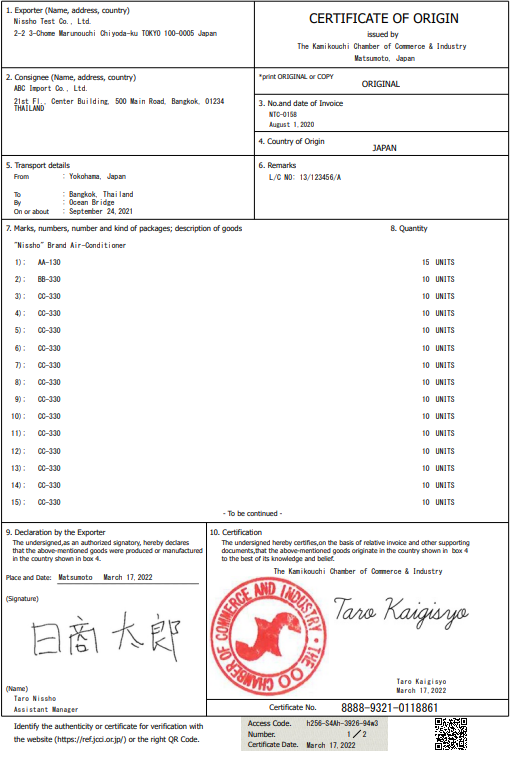 1. Exporter (Name, address, country)
Nissho Test Co., Ltd.
2-2 3-Chome Marunouchi Chiyoda-ku TOKYO 100-0005 Japan
CERTIFICATE OF ORIGIN
issued by
The Kamikouchi Chamber of Commerce & Industry
Matsumoto, Japan
2. Consignee (Name, address, country)
ABC Import Co., Ltd.
21st Fl., Center Building, 500 Main Road, Bangkok, 01234
THAILAND
*print ORIGINAL or COPY
ORIGINAL
3. No.and date of Invoice
NTC-0158
August 1,2020
4. Country of Origin
JAPAN
5. Transport details
From : Yokohama, Japan
To : Bangkok, Thailand
By : Ocean Bridge
On or about : September 24,2021
6. Remarks
L/C NO: 13/123456/A
7. Marks, numbers, number and kind of packages; description of goods 8. Quantity
"Nissho" Brand Air-Conditioner
1): AA-130 15 UNITS
2): BB-330 10 UNITS
3): CC-330 10 UNITS
4): CC-330 10 UNITS
5): CC-330 10 UNITS
6): CC-330 10 UNITS
7): CC-330 10 UNITS
8): CC-330 10 UNITS
9): CC-330 10 UNITS
10): CC-330 10 UNITS
11): CC-330 10 UNITS
12): CC-330 10 UNITS
13): CC-330 10 UNITS
14): CC-330 10 UNITS
15): CC-330 10 UNITS
- To be continued -
9. Declaration by the Exporter
The undersigned,as an authorized signatory, hereby declares
that the above-mentioned goods were produced or manufactured
in the country shown in box 4.
Place and Date: Matsumoto March 17,2022
(Signature)
日商 太郎
(Name)
Taro Nissho
Assistant Manager
10. Certification
The undersigned hereby certifies,on the basis of relative invoice and other supporting
documents,that the above-mentioned goods originate in the country shown in box 4
to the best of its knowledge and belief.
The Kamikouchi Chamber of Commerce & Industry
THE OO CHAMBER OF COMMERCE AND INDUSTRY
Taro Kaigisyo
Taro Kaigisyo
March 17,2022
Certificate No. 8888-9321-0118861
Identify the authenticity or certificate for verification with
the website (https://ref.jcci.or.jp/) or the right QR Code.
Access Code. h256-S4Ah-3926-94m3
Number. 1/2
Certificate Date. March 17,2022